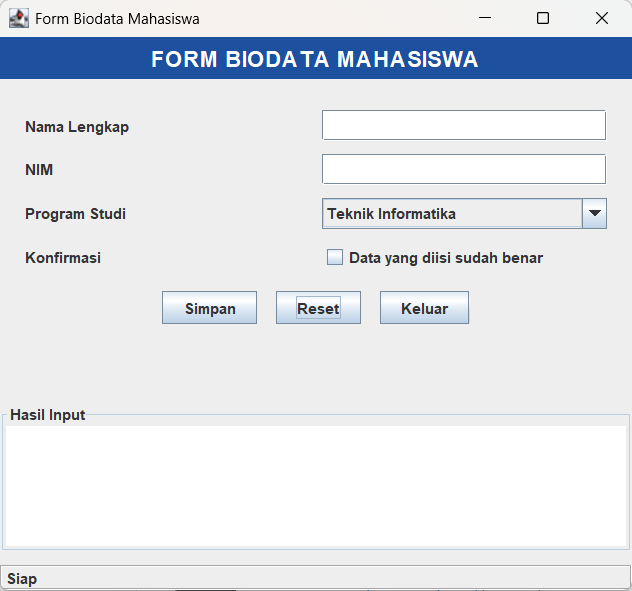 Form Biodata Mahasiswa
FORM BIODATA MAHASISWA
Nama Lengkap
NIM
Program Studi Teknik Informatika
Konfirmasi Data yang diisi sudah benar
Simpan Reset Keluar
Hasil Input
Siap